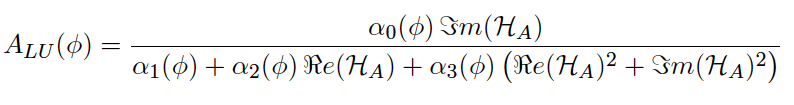 A_{LU}(\phi) = \frac{\alpha_0(\phi) \, \Im m(\mathcal{H}_A)}{\alpha_1(\phi) + \alpha_2(\phi) \, \Re e(\mathcal{H}_A) + \alpha_3(\phi) \left( \Re e(\mathcal{H}_A)^2 + \Im m(\mathcal{H}_A)^2 \right)}